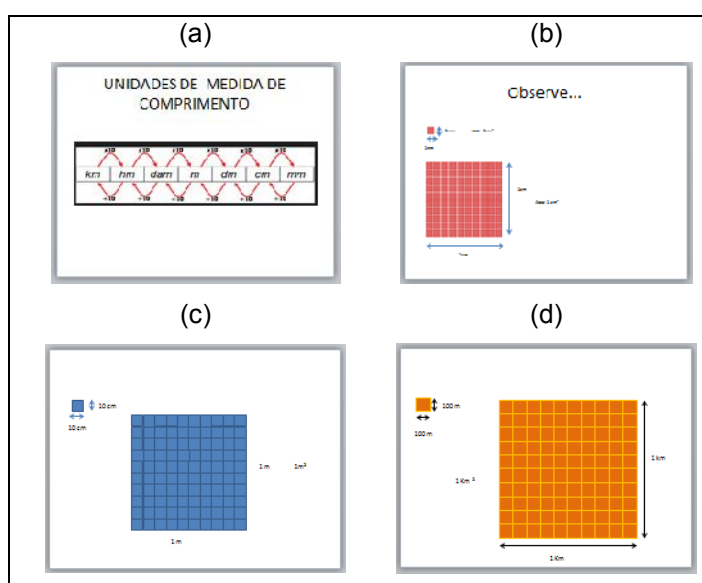 (a)
UNIDADES DE MEDIDA DE
COMPRIMENTO
x10 x10 x10 x10 x10 x10
km hm dam m dm cm mm
÷10 ÷10 ÷10 ÷10 ÷10 ÷10
(b)
Observe...
(c)
10 cm
10 cm
1 m
1m²
1 m
(d)
100 m
100 m
1 km
1 Km ²
1 Km